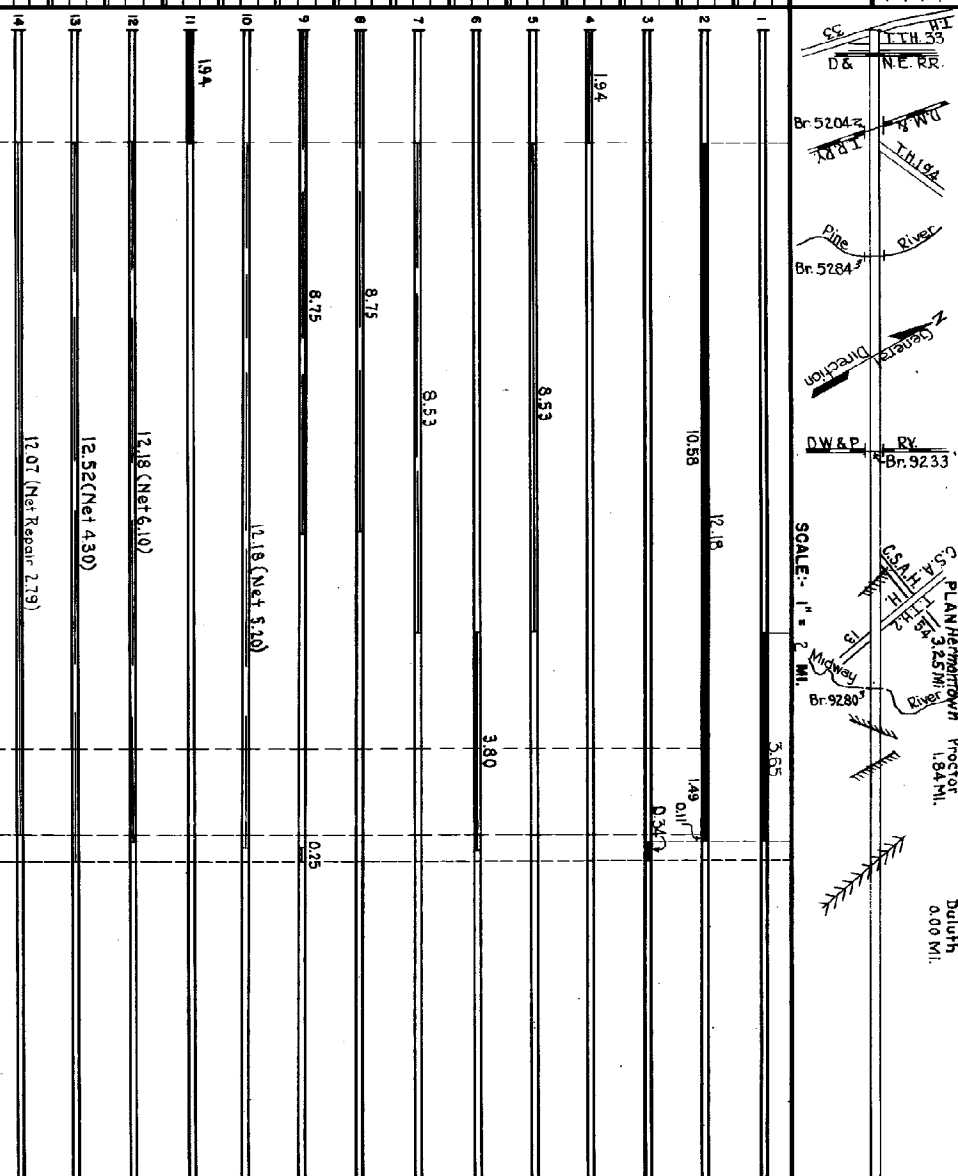 T.H.
33
T.T.H. 33
D & N.E. RR.
Br. 5204
D.M. &
I.R.RY.
T.H. 194
Pine River
Br. 5284
N
General Direction
D W & P. RY.
Br. 9233
C.S.A.H.
C.S.A.H.
13
T.T.H. 2
54
PLAN Hermantown
3.25 Mi.
Proctor
1.84 MI.
Midway River
Br. 9280
Duluth
0.00 MI.
SCALE:- 1" = 2 MI.
1
3.65
2
10.58
12.18
1.49
0.11
3
0.34
4
1.94
5
8.53
6
3.80
7
8.53
8
8.75
9
8.75
0.25
10
12.18 (Net 5.20)
11
1.94
12
12.18 (Net 6.10)
13
12.52 (Net 4.30)
14
12.07 (Net Repair 2.79)